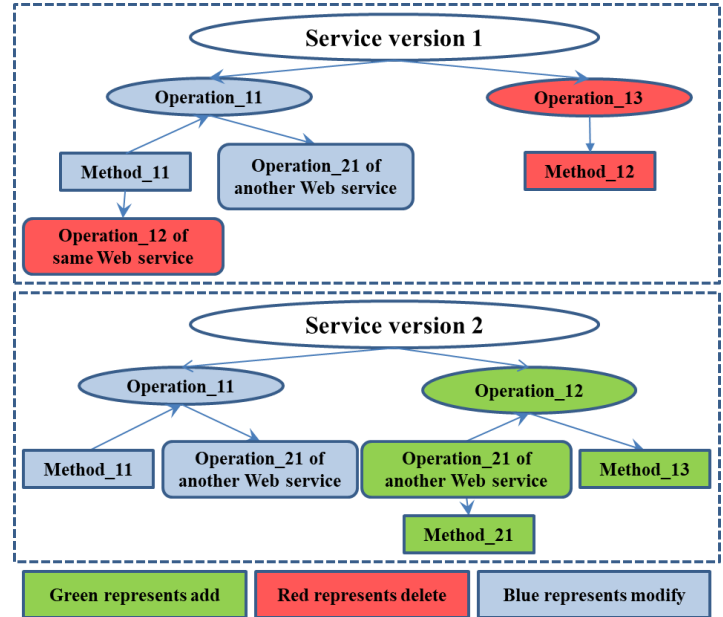 Service version 1
Operation_11
Operation_13
Method_11
Operation_21 of
another Web service
Method_12
Operation_12 of
same Web service
Service version 2
Operation_11
Operation_12
Method_11
Operation_21 of
another Web service
Operation_21 of
another Web service
Method_13
Method_21
Green represents add
Red represents delete
Blue represents modify